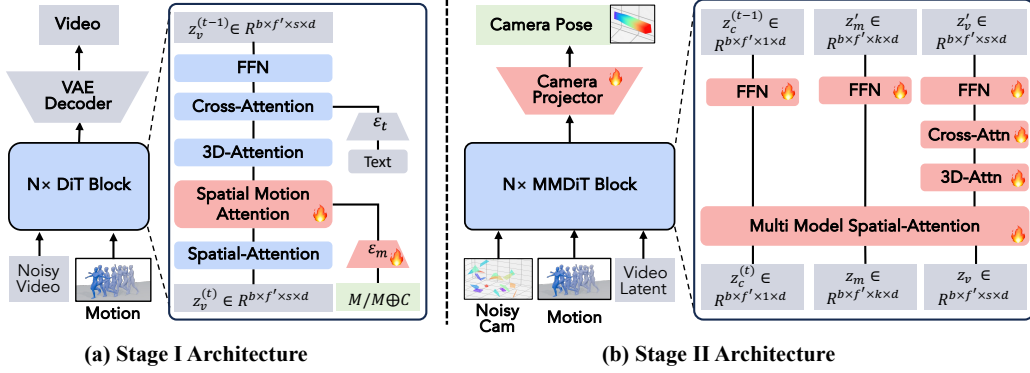 Video
VAE
Decoder
N× DiT Block
Noisy
Video
Motion
z_v^{(t-1)} ∈ R^{b×f'×s×d}
FFN
Cross-Attention
3D-Attention
Spatial Motion
Attention
Spatial-Attention
z_v^{(t)} ∈ R^{b×f'×s×d}
ε_t
Text
ε_m
M/M⊕C
(a) Stage I Architecture
Camera Pose
Camera
Projector
N× MMDiT Block
Noisy
Cam
Motion
Video
Latent
z_c^{(t-1)} ∈
R^{b×f'×1×d}
z'_m ∈
R^{b×f'×k×d}
z'_v ∈
R^{b×f'×s×d}
FFN
FFN
FFN
Cross-Attn
3D-Attn
Multi Model Spatial-Attention
z_c^{(t)} ∈
R^{b×f'×1×d}
z_m ∈
R^{b×f'×k×d}
z_v ∈
R^{b×f'×s×d}
(b) Stage II Architecture